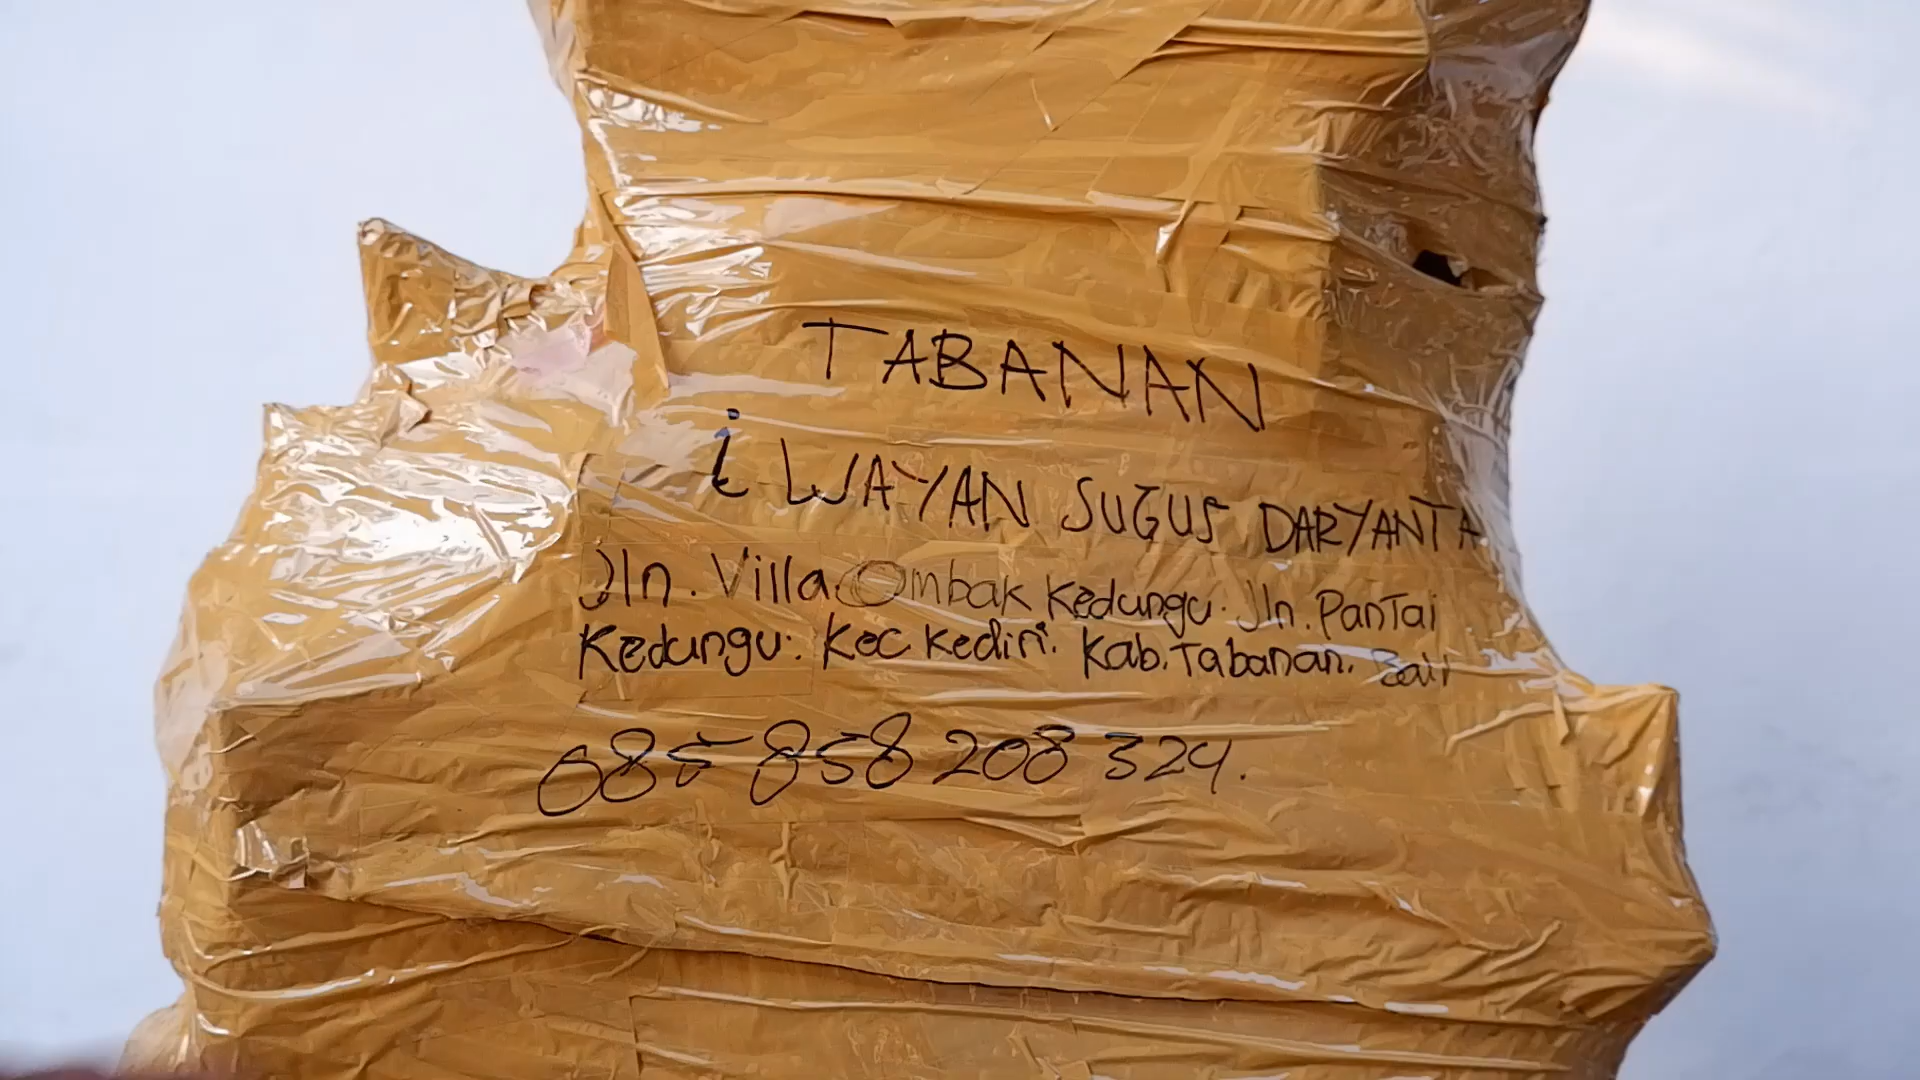 TABANAN
i WAYAN SUGUS DARYANTA
Jln. Villa Ombak Kedungu. Jln. PanTai
Kedungu. Kec Kediri. Kab. Tabanan. Bali
085 858 208 324.